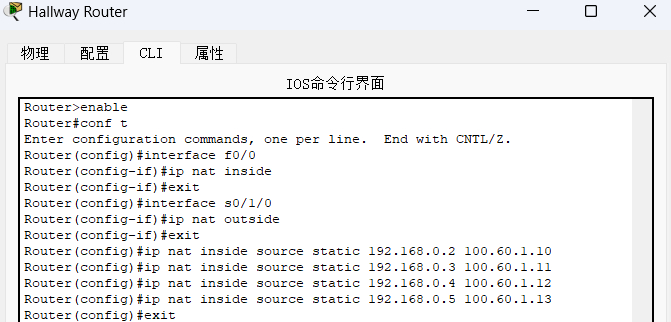 Hallway Router
物理 配置 CLI 属性
IOS命令行界面
Router>enable
Router#conf t
Enter configuration commands, one per line.  End with CNTL/Z.
Router(config)#interface f0/0
Router(config-if)#ip nat inside
Router(config-if)#exit
Router(config)#interface s0/1/0
Router(config-if)#ip nat outside
Router(config-if)#exit
Router(config)#ip nat inside source static 192.168.0.2 100.60.1.10
Router(config)#ip nat inside source static 192.168.0.3 100.60.1.11
Router(config)#ip nat inside source static 192.168.0.4 100.60.1.12
Router(config)#ip nat inside source static 192.168.0.5 100.60.1.13
Router(config)#exit